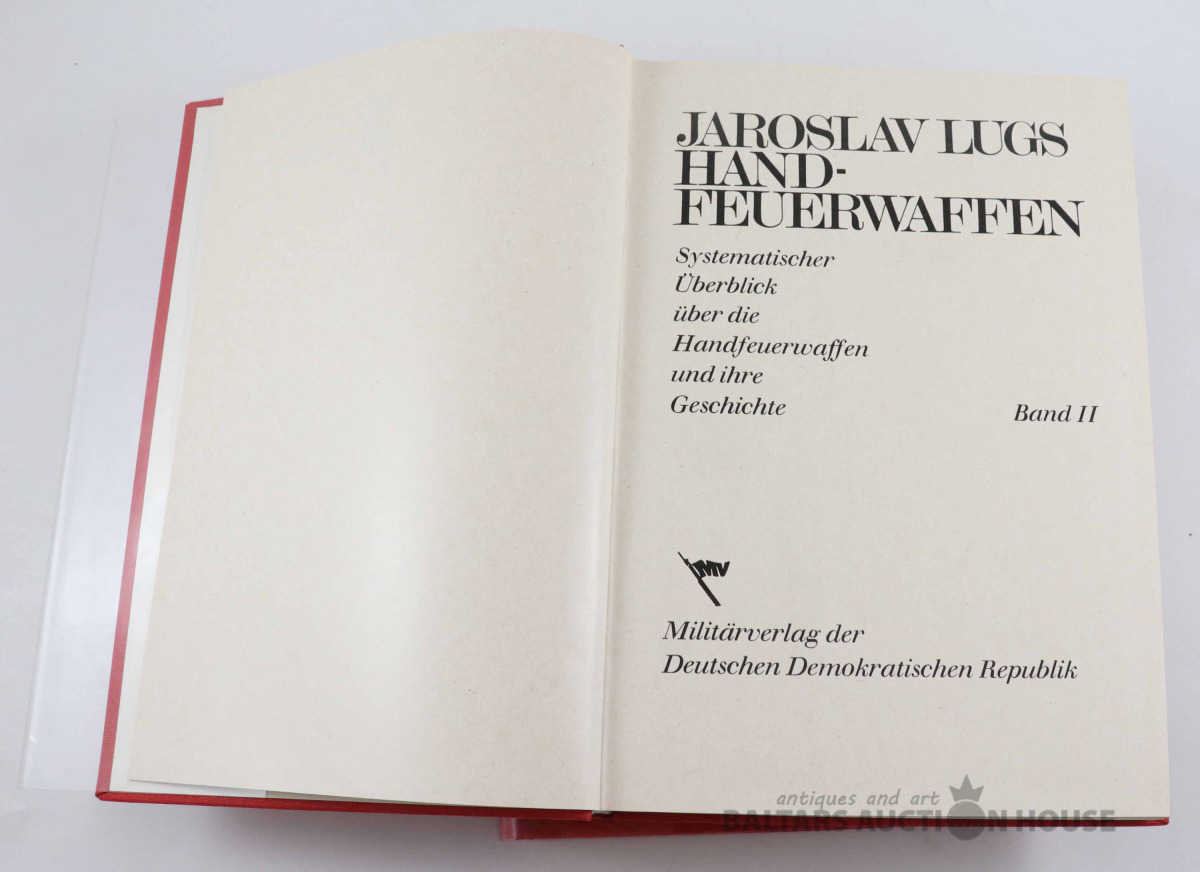 JAROSLAV LUGS
HAND-
FEUERWAFFEN
Systematischer
Überblick
über die
Handfeuerwaffen
und ihre
Geschichte
Band II
MV
Militärverlag der
Deutschen Demokratischen Republik
antiques and art
BALTARS AUCTION HOUSE